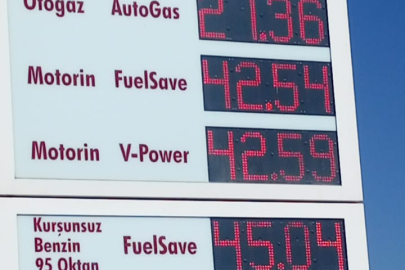 Otogaz AutoGas 21.36
Motorin FuelSave 42.54
Motorin V-Power 42.59
Kurşunsuz
Benzin FuelSave 45.04
95 Oktan